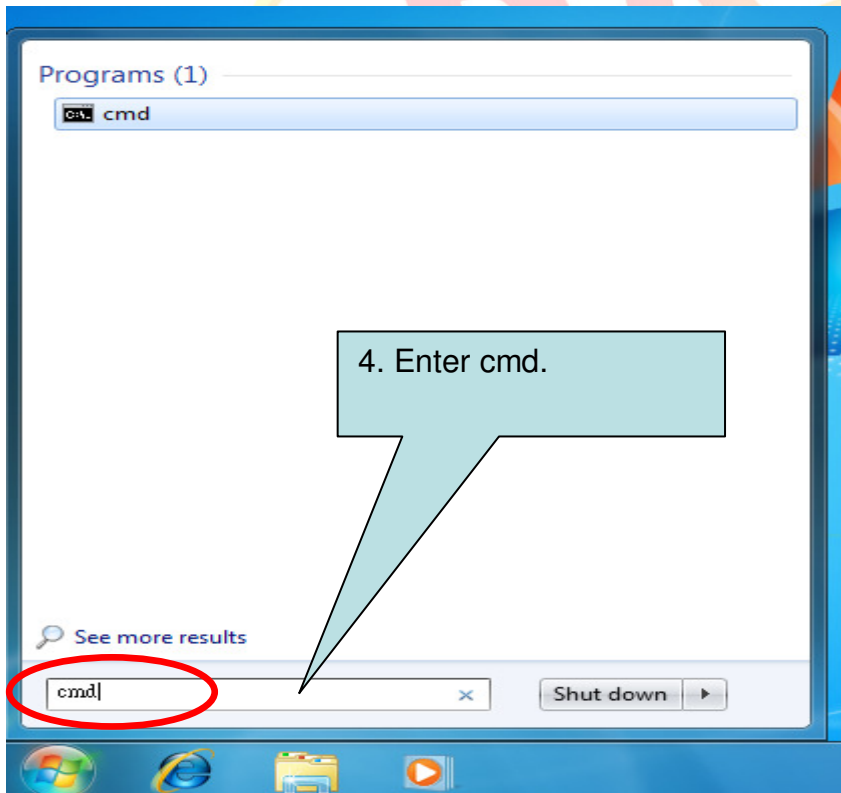 Programs (1)
cmd
4. Enter cmd.
See more results
cmd
Shut down